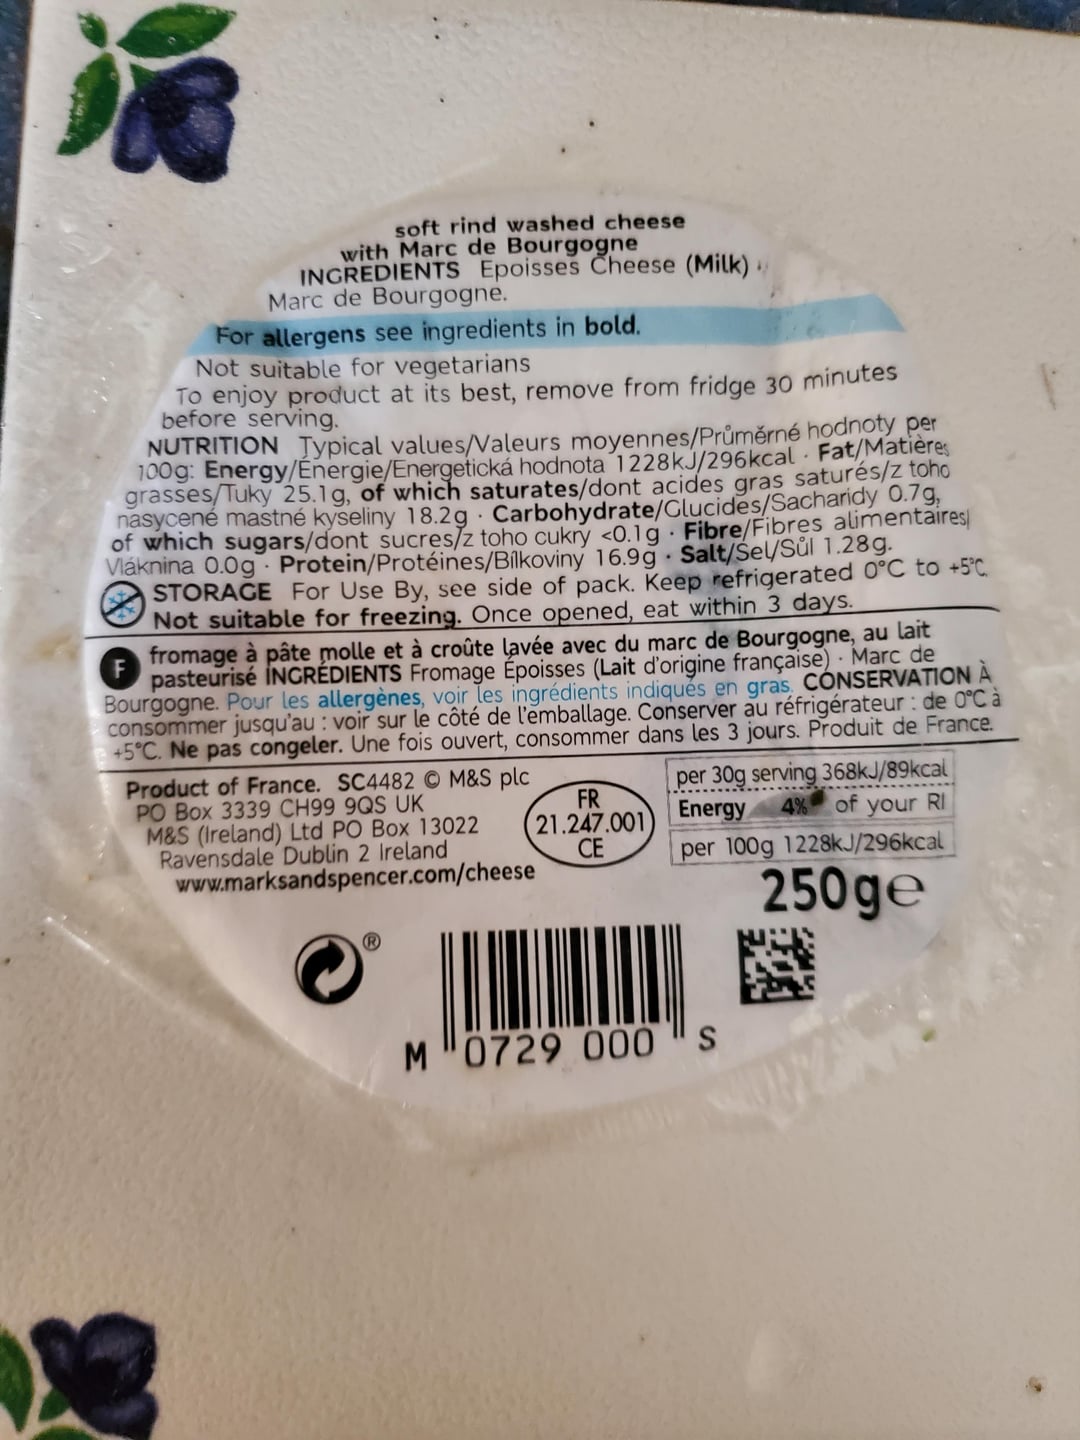 soft rind washed cheese
with Marc de Bourgogne
INGREDIENTS Epoisses Cheese (Milk) ·
Marc de Bourgogne.
For allergens see ingredients in bold.
Not suitable for vegetarians
To enjoy product at its best, remove from fridge 30 minutes
before serving.
NUTRITION Typical values/Valeurs moyennes/Průměrné hodnoty per
100g: Energy/Énergie/Energetická hodnota 1228kJ/296kcal · Fat/Matières
grasses/Tuky 25.1g, of which saturates/dont acides gras saturés/z toho
nasycené mastné kyseliny 18.2g · Carbohydrate/Glucides/Sacharidy 0.7g,
of which sugars/dont sucres/z toho cukry <0.1g · Fibre/Fibres alimentaires/
Vláknina 0.0g · Protein/Protéines/Bílkoviny 16.9g · Salt/Sel/Sůl 1.28g.
STORAGE For Use By, see side of pack. Keep refrigerated 0°C to +5°C.
Not suitable for freezing. Once opened, eat within 3 days.
F fromage à pâte molle et à croûte lavée avec du marc de Bourgogne, au lait
pasteurisé INGRÉDIENTS Fromage Époisses (Lait d'origine française) · Marc de
Bourgogne. Pour les allergènes, voir les ingrédients indiqués en gras. CONSERVATION À
consommer jusqu'au : voir sur le côté de l'emballage. Conserver au réfrigérateur : de 0°C à
+5°C. Ne pas congeler. Une fois ouvert, consommer dans les 3 jours. Produit de France.
Product of France. SC4482 © M&S plc
PO Box 3339 CH99 9QS UK
M&S (Ireland) Ltd PO Box 13022
Ravensdale Dublin 2 Ireland
www.marksandspencer.com/cheese
FR
21.247.001
CE
per 30g serving 368kJ/89kcal
Energy 4% of your RI
per 100g 1228kJ/296kcal
250g℮
®
M 0729 000 S